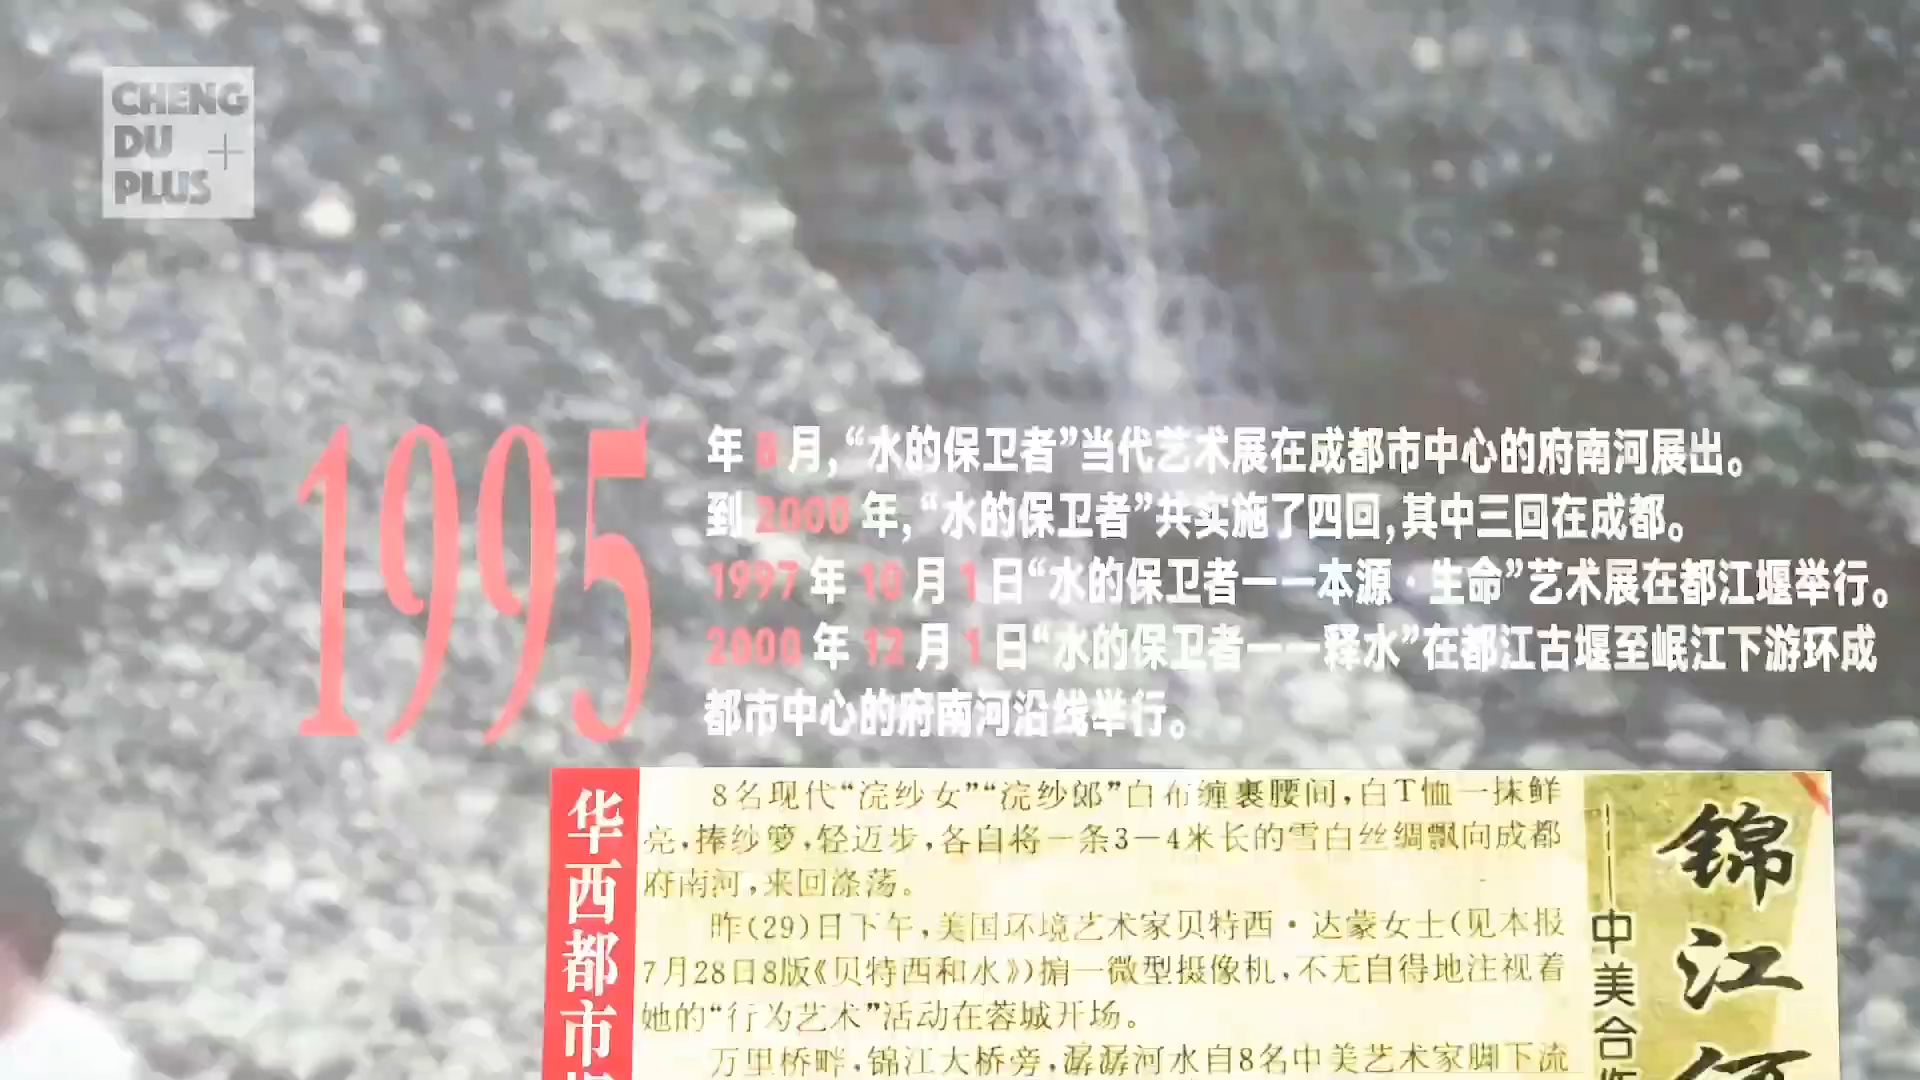 CHENG
DU
PLUS
1995
年8月,“水的保卫者”当代艺术展在成都市中心的府南河展出。
到2000年,“水的保卫者”共实施了四回,其中三回在成都。
1997年10月1日“水的保卫者——本源·生命”艺术展在都江堰举行。
2000年12月1日“水的保卫者——释水”在都江古堰至岷江下游环成
都市中心的府南河沿线举行。
华西都市
8名现代“浣纱女”“浣纱郎”白布缠裹腰间,白T恤一抹鲜
亮,捧纱箩,轻迈步,各自将一条3—4米长的雪白丝绸飘向成都
府南河,来回涤荡。
昨(29)日下午,美国环境艺术家贝特西·达蒙女士(见本报
7月28日8版《贝特西和水》)掮一微型摄像机,不无自得地注视着
她的“行为艺术”活动在蓉城开场。
万里桥畔,锦江大桥旁,潺潺河水自8名中美艺术家脚下流
——中美合
锦江